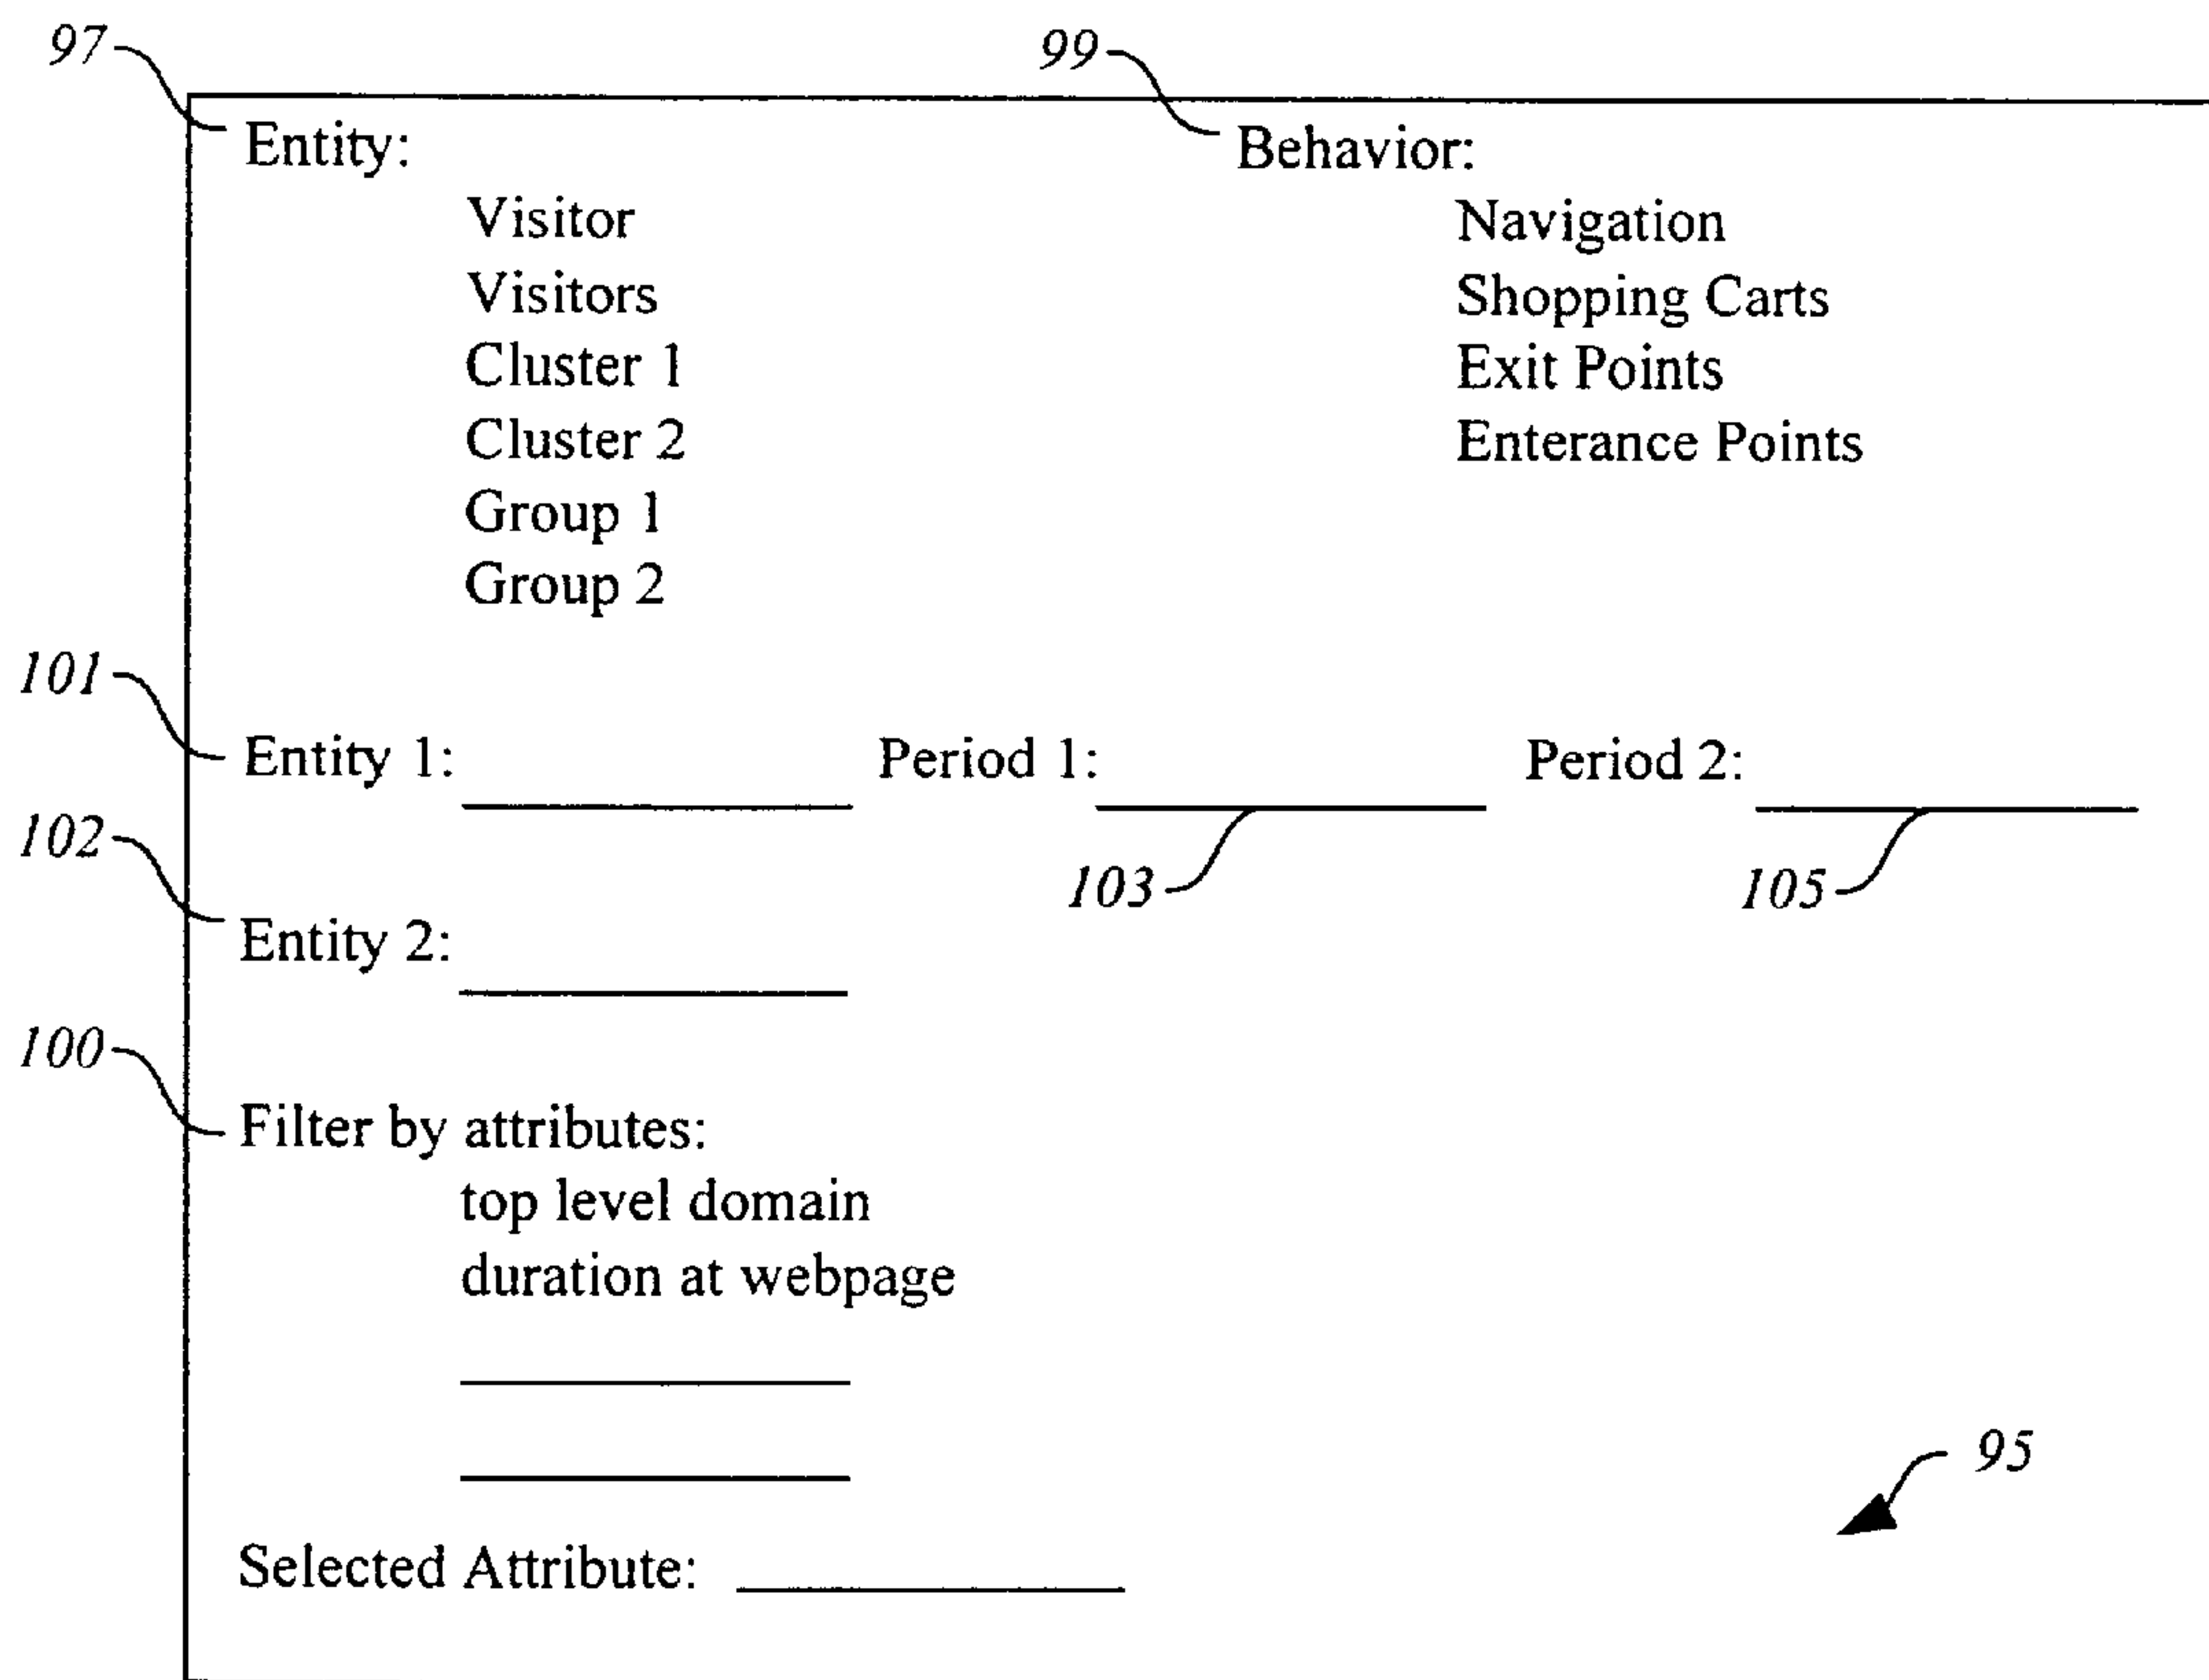 97
99
Entity:
Behavior:
Visitor
Visitors
Cluster 1
Cluster 2
Group 1
Group 2
Navigation
Shopping Carts
Exit Points
Enterance Points
101
Entity 1:
Period 1:
Period 2:
103
105
102
Entity 2:
100
Filter by attributes:
top level domain
duration at webpage
95
Selected Attribute: